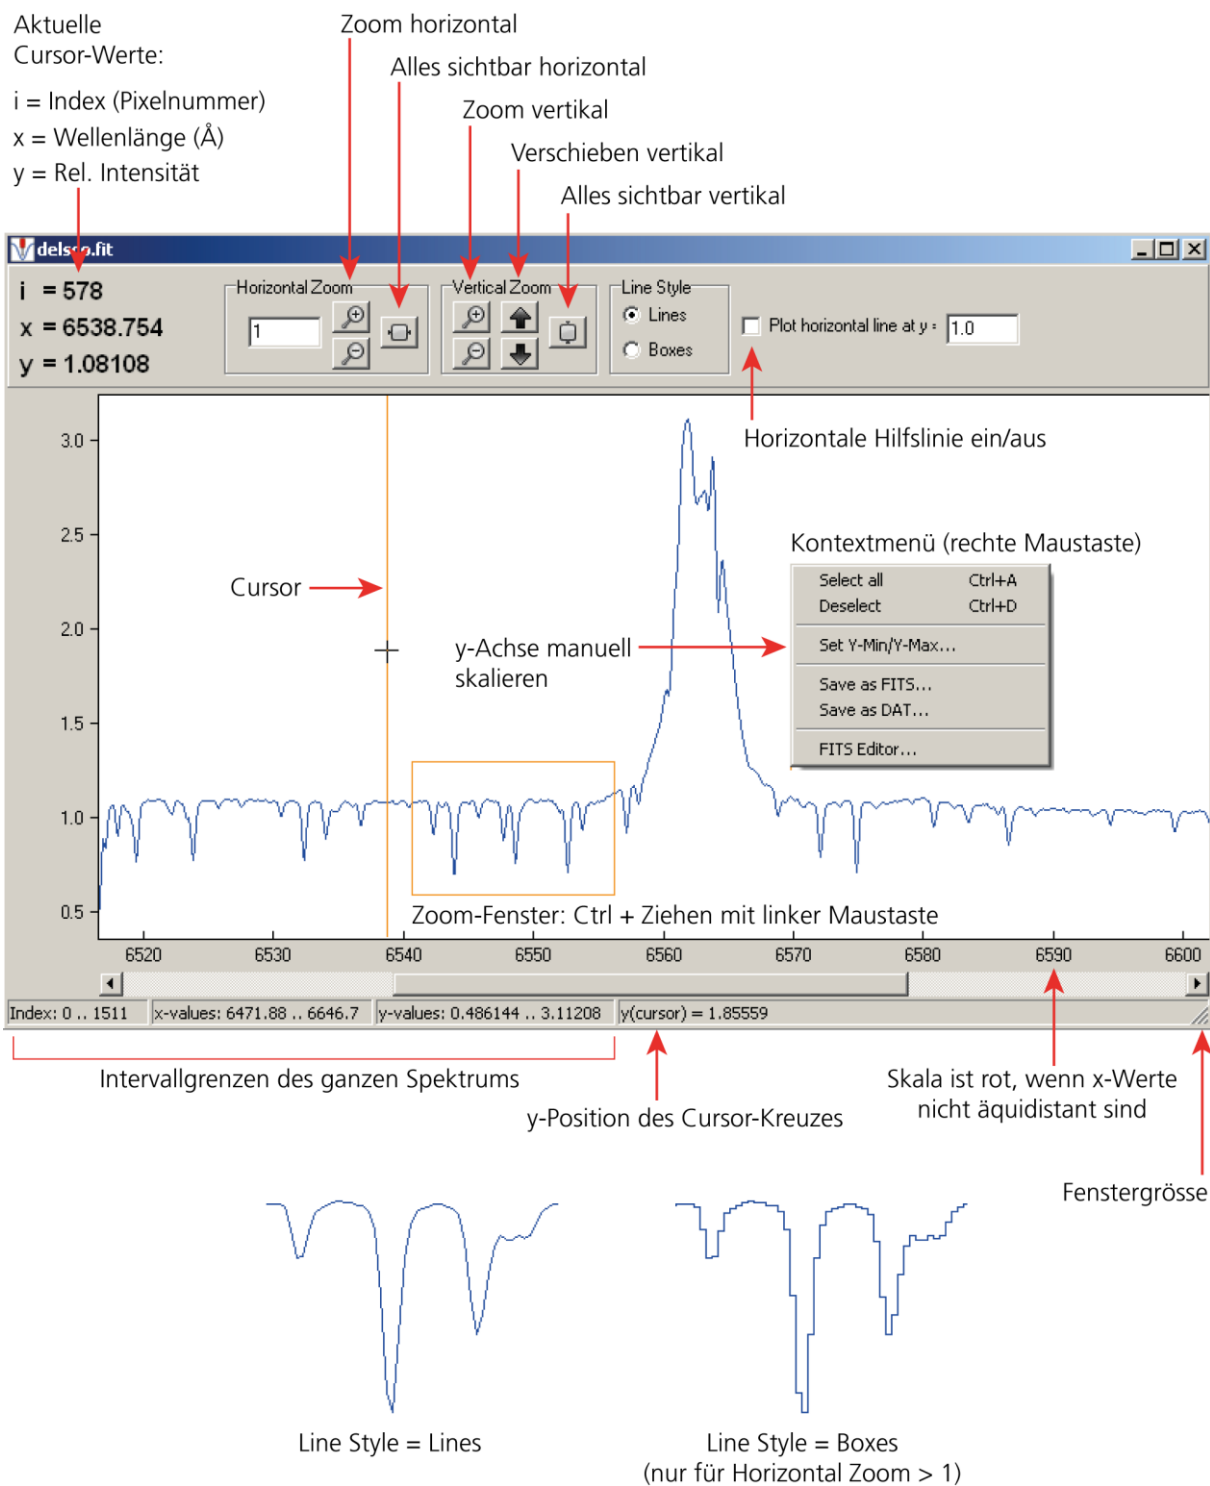 Aktuelle
Cursor-Werte:
i = Index (Pixelnummer)
x = Wellenlänge (Å)
y = Rel. Intensität
Zoom horizontal
Alles sichtbar horizontal
Zoom vertikal
Verschieben vertikal
Alles sichtbar vertikal
delsco.fit
i = 578
x = 6538.754
y = 1.08108
Horizontal Zoom
1
Vertical Zoom
Line Style
Lines
Boxes
Plot horizontal line at y = 1.0
Horizontale Hilfslinie ein/aus
3.0
2.5
2.0
1.5
1.0
0.5
Cursor
y-Achse manuell
skalieren
Kontextmenü (rechte Maustaste)
Select all Ctrl+A
Deselect Ctrl+D
Set Y-Min/Y-Max...
Save as FITS...
Save as DAT...
FITS Editor...
Zoom-Fenster: Ctrl + Ziehen mit linker Maustaste
6520 6530 6540 6550 6560 6570 6580 6590 6600
Index: 0 .. 1511 x-values: 6471.88 .. 6646.7 y-values: 0.486144 .. 3.11208 y(cursor) = 1.85559
Intervallgrenzen des ganzen Spektrums
y-Position des Cursor-Kreuzes
Skala ist rot, wenn x-Werte
nicht äquidistant sind
Fenstergrösse
Line Style = Lines
Line Style = Boxes
(nur für Horizontal Zoom > 1)